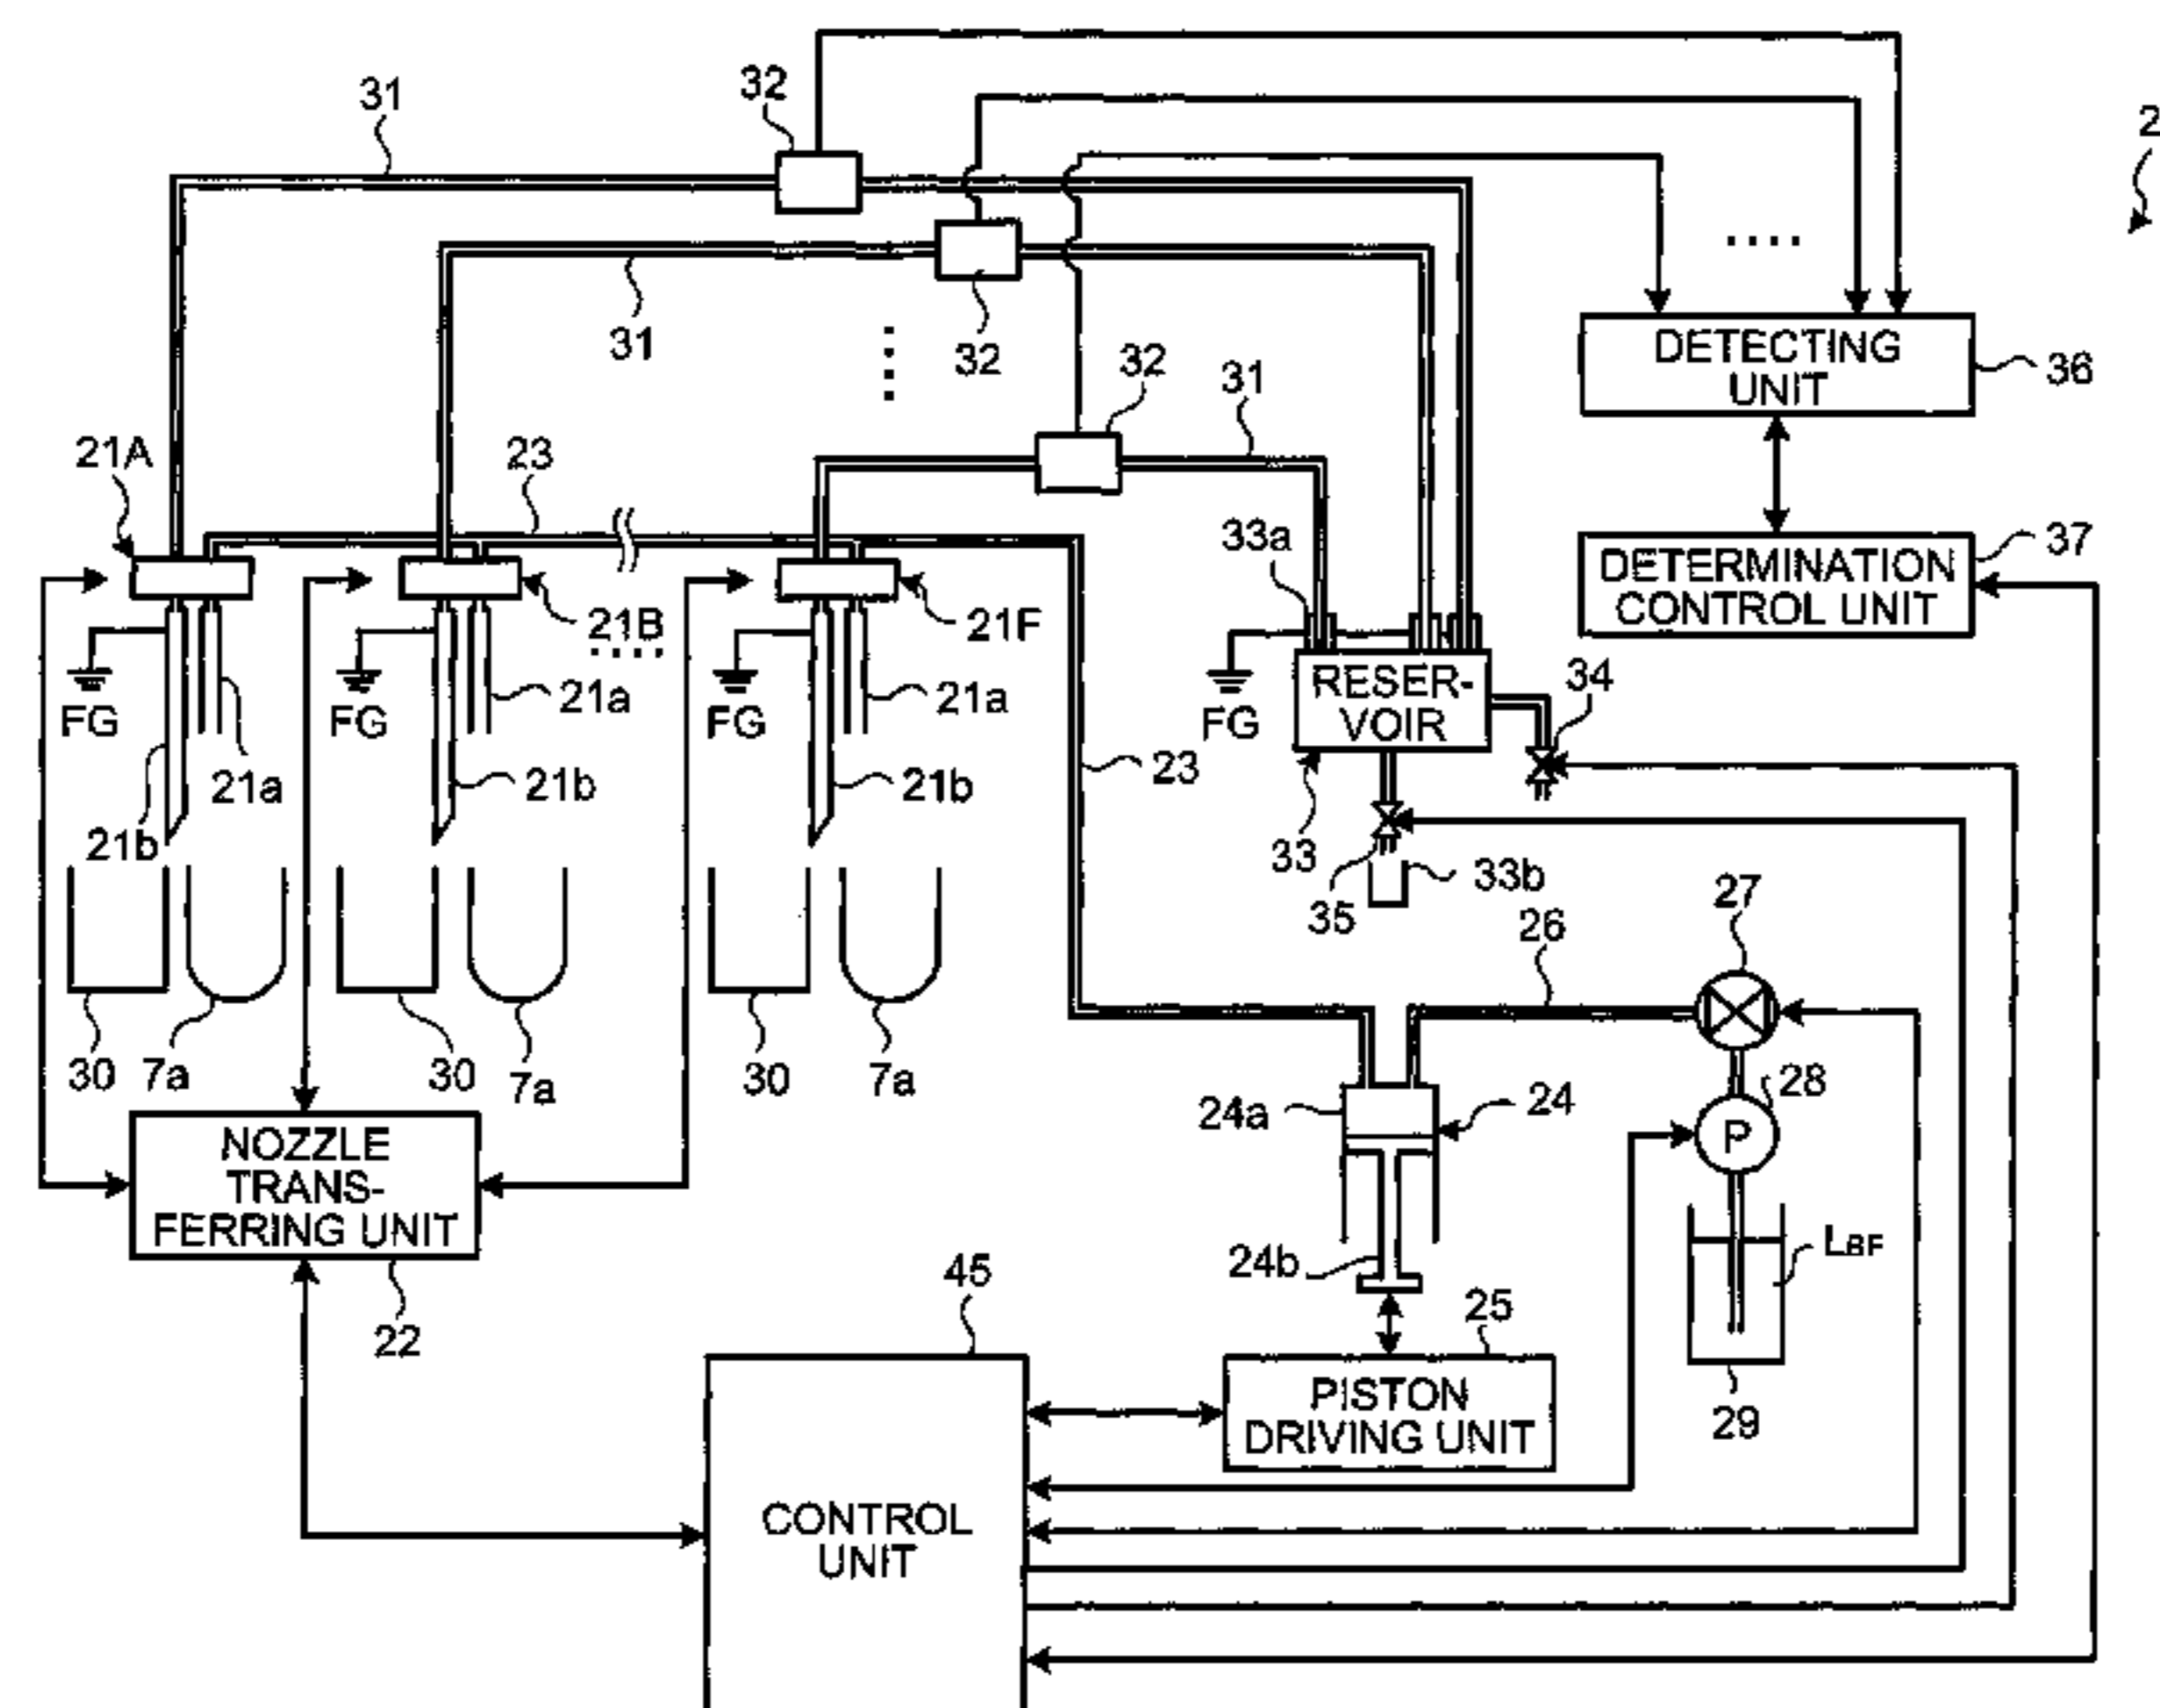 2
31
32
31
32
32
31
DETECTING
UNIT
36
21A
23
33a
DETERMINATION
CONTROL UNIT
37
21B
21F
FG
FG
FG
FG
21a
21a
21a
21b
21b
21b
RESER-
VOIR
34
23
33
35
33b
27
26
30
7a
30
7a
30
7a
28
P
24a
24
NOZZLE
TRANS-
FERRING UNIT
22
24b
LBF
29
45
25
PISTON
DRIVING UNIT
CONTROL
UNIT